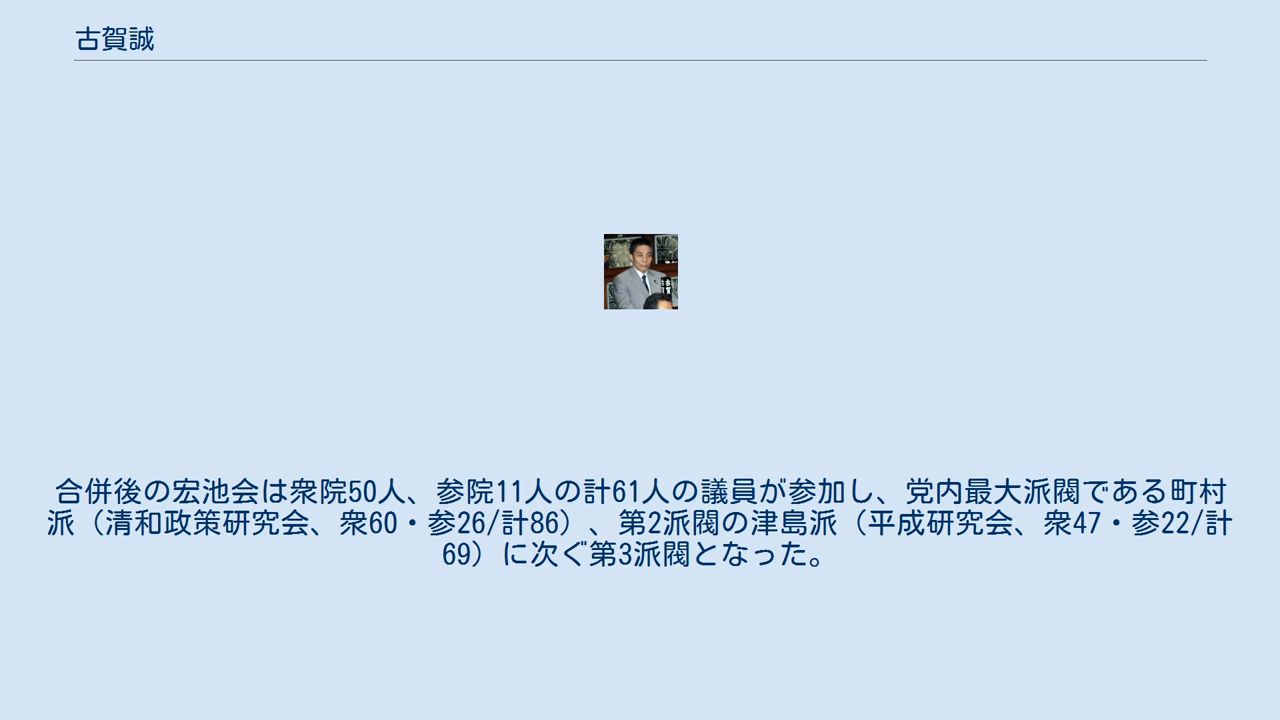 古賀誠
古賀
合併後の宏池会は衆院50人、参院11人の計61人の議員が参加し、党内最大派閥である町村
派（清和政策研究会、衆60・参26/計86）、第2派閥の津島派（平成研究会、衆47・参22/計
69）に次ぐ第3派閥となった。